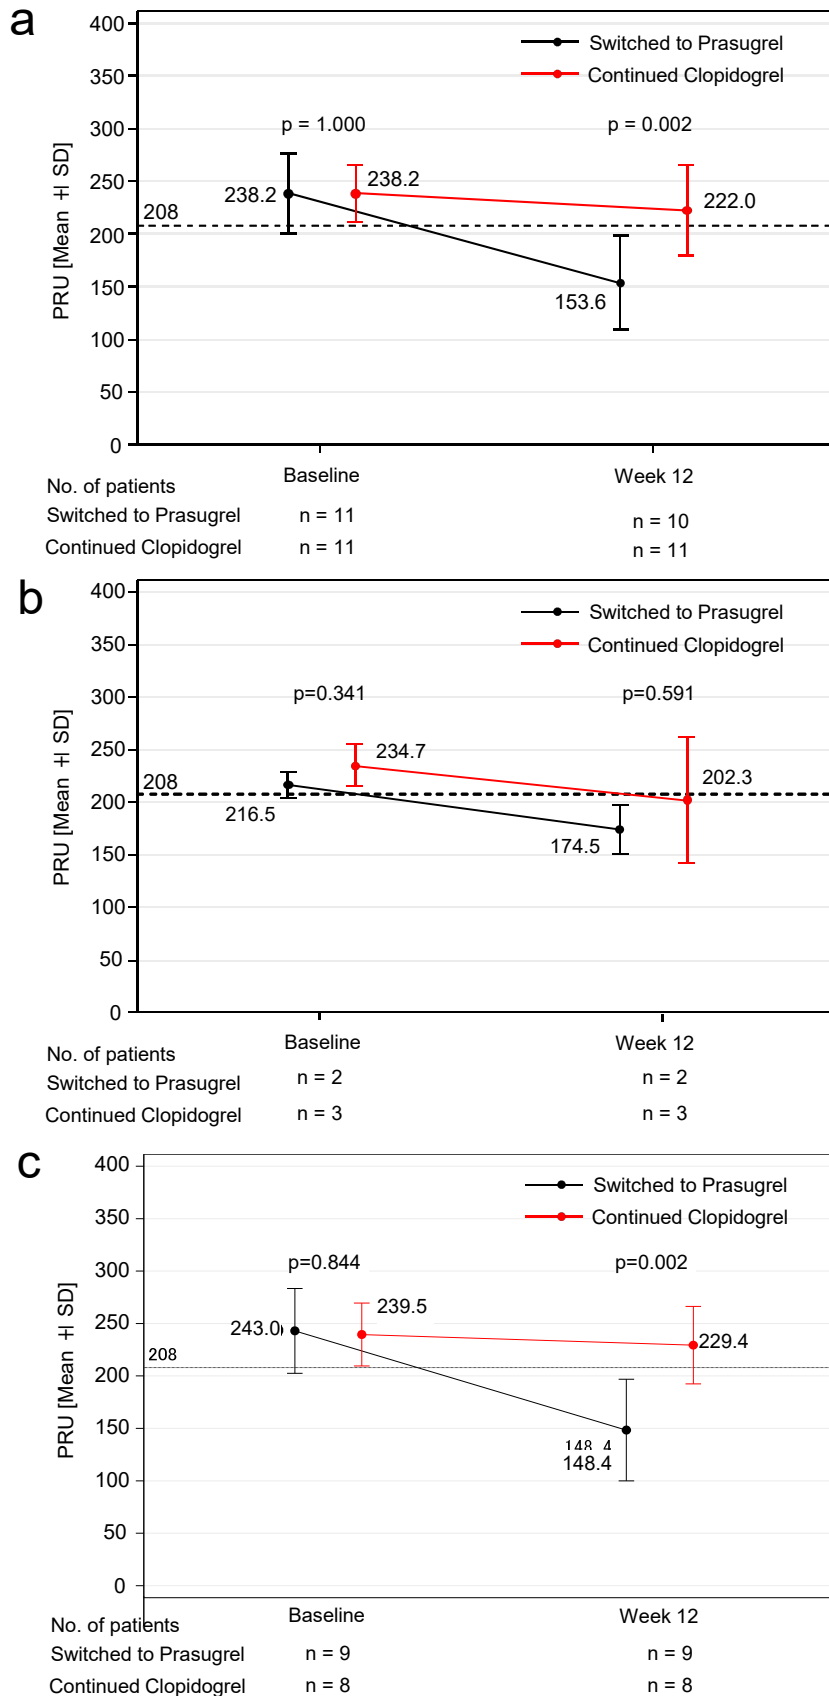 a
400
350
300
250
200
150
100
50
0
PRU [Mean +I SD]
Switched to Prasugrel
Continued Clopidogrel
p = 1.000
p = 0.002
238.2
238.2
222.0
208
153.6
Baseline
Week 12
No. of patients
Switched to Prasugrel n = 11 n = 10
Continued Clopidogrel n = 11 n = 11
b
400
350
300
250
200
150
100
50
0
PRU [Mean +I SD]
Switched to Prasugrel
Continued Clopidogrel
p=0.341
p=0.591
234.7
202.3
208
216.5
174.5
Baseline
Week 12
No. of patients
Switched to Prasugrel n = 2 n = 2
Continued Clopidogrel n = 3 n = 3
c
400
350
300
250
200
150
100
50
0
PRU [Mean +I SD]
Switched to Prasugrel
Continued Clopidogrel
p=0.844
p=0.002
239.5
243.0
229.4
208
148.4
148.4
Baseline
Week 12
No. of patients
Switched to Prasugrel n = 9 n = 9
Continued Clopidogrel n = 8 n = 8